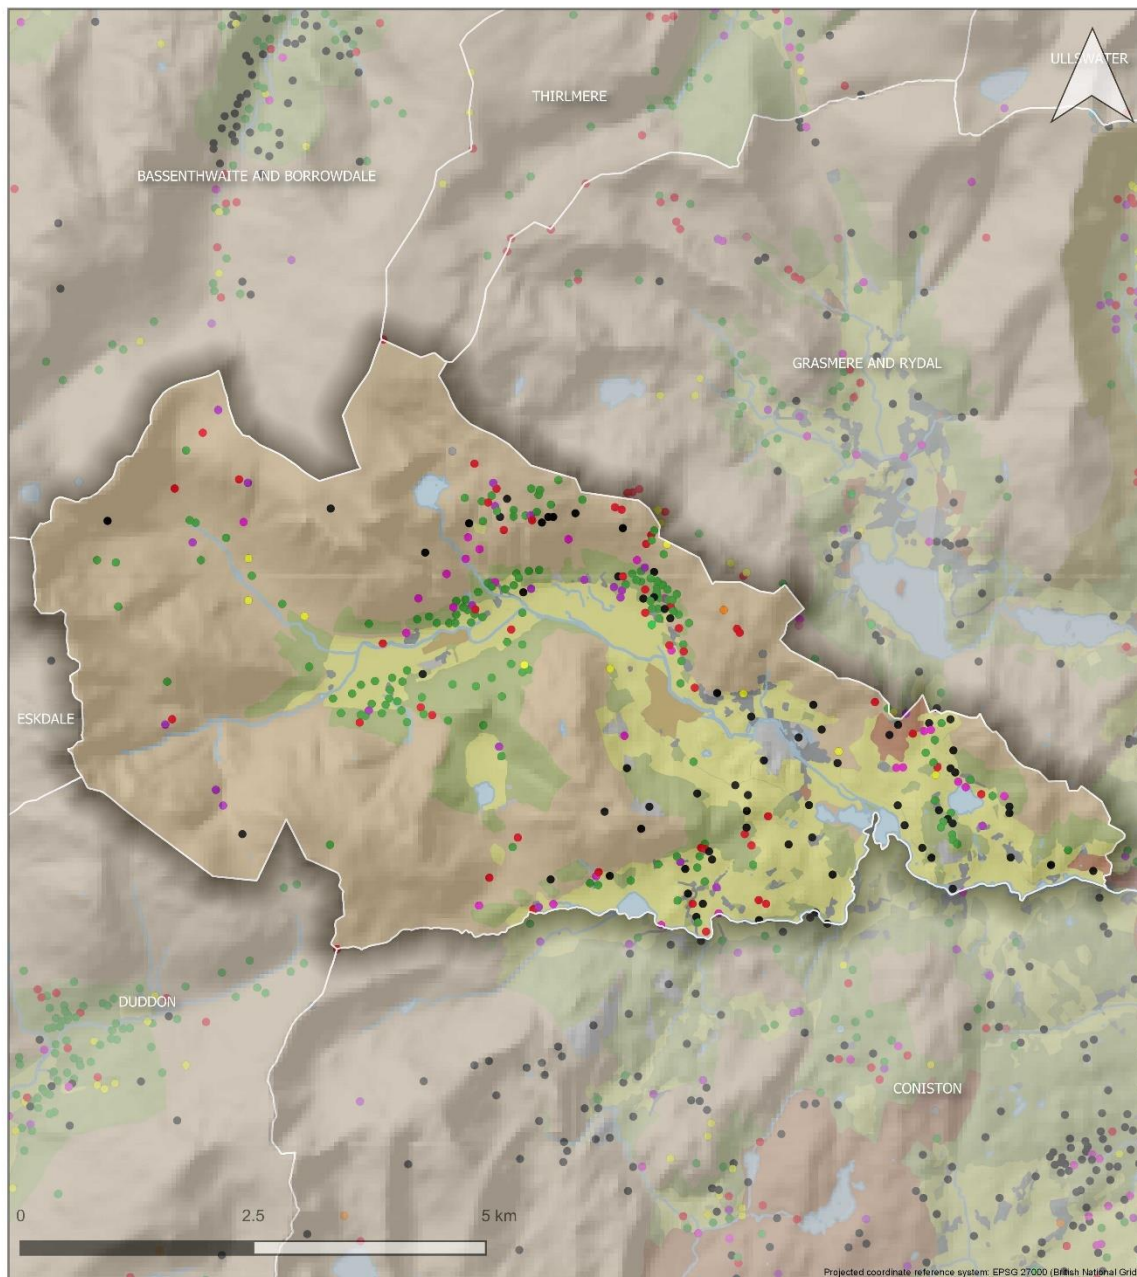 ULLSWATER
THIRLMERE
BASSENTHWAITE AND BORROWDALE
GRASMERE AND RYDAL
ESKDALE
DUDDON
CONISTON
0 2.5 5 km
Projected coordinate reference system: EPSG 27000 (British National Grid